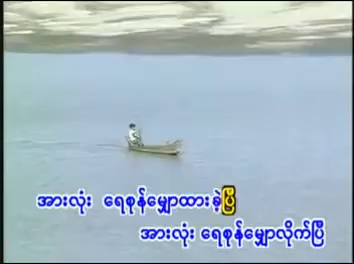 အားလုံး ရေစုန်မျှောထားခဲ့ပြီ
အားလုံး ရေစုန်မျှောလိုက်ပြီ